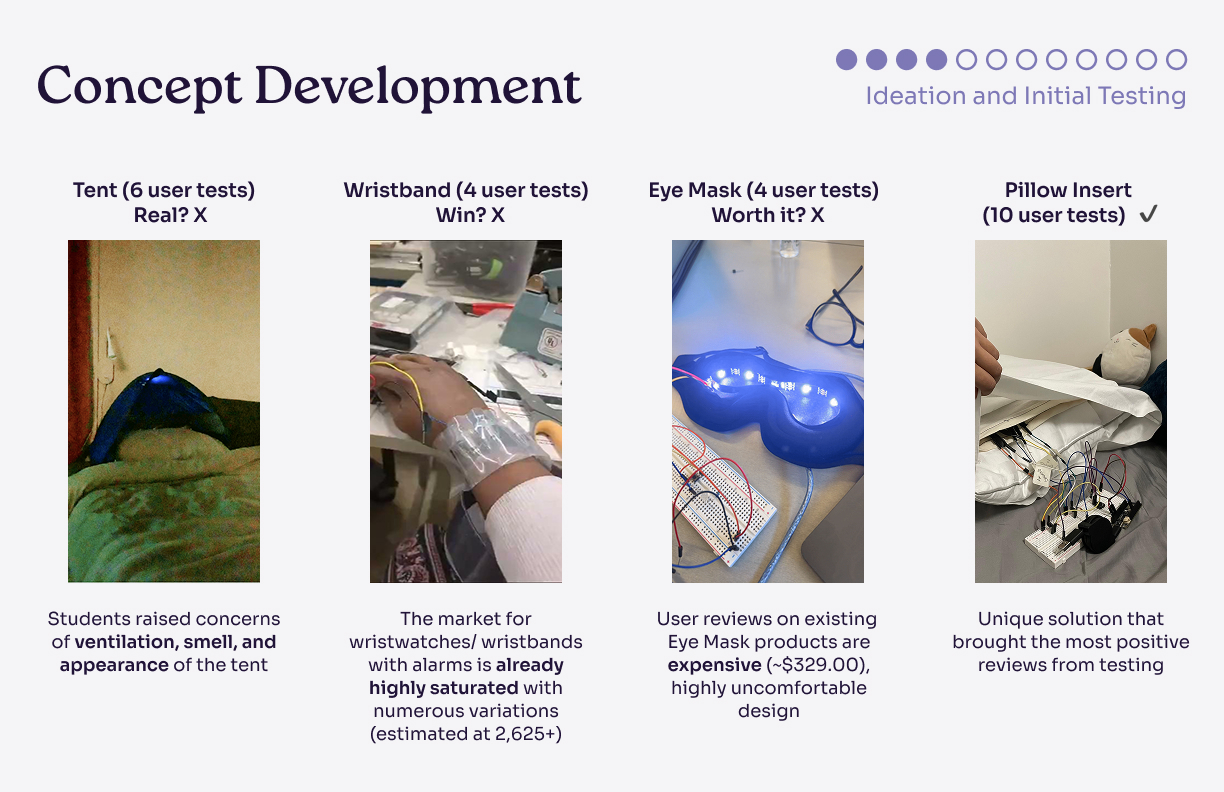 Concept Development
Ideation and Initial Testing
Tent (6 user tests)
Real? X
Students raised concerns
of ventilation, smell, and
appearance of the tent
Wristband (4 user tests)
Win? X
The market for
wristwatches/ wristbands
with alarms is already
highly saturated with
numerous variations
(estimated at 2,625+)
Eye Mask (4 user tests)
Worth it? X
User reviews on existing
Eye Mask products are
expensive (~$329.00),
highly uncomfortable
design
Pillow Insert
(10 user tests) ✓
Unique solution that
brought the most positive
reviews from testing